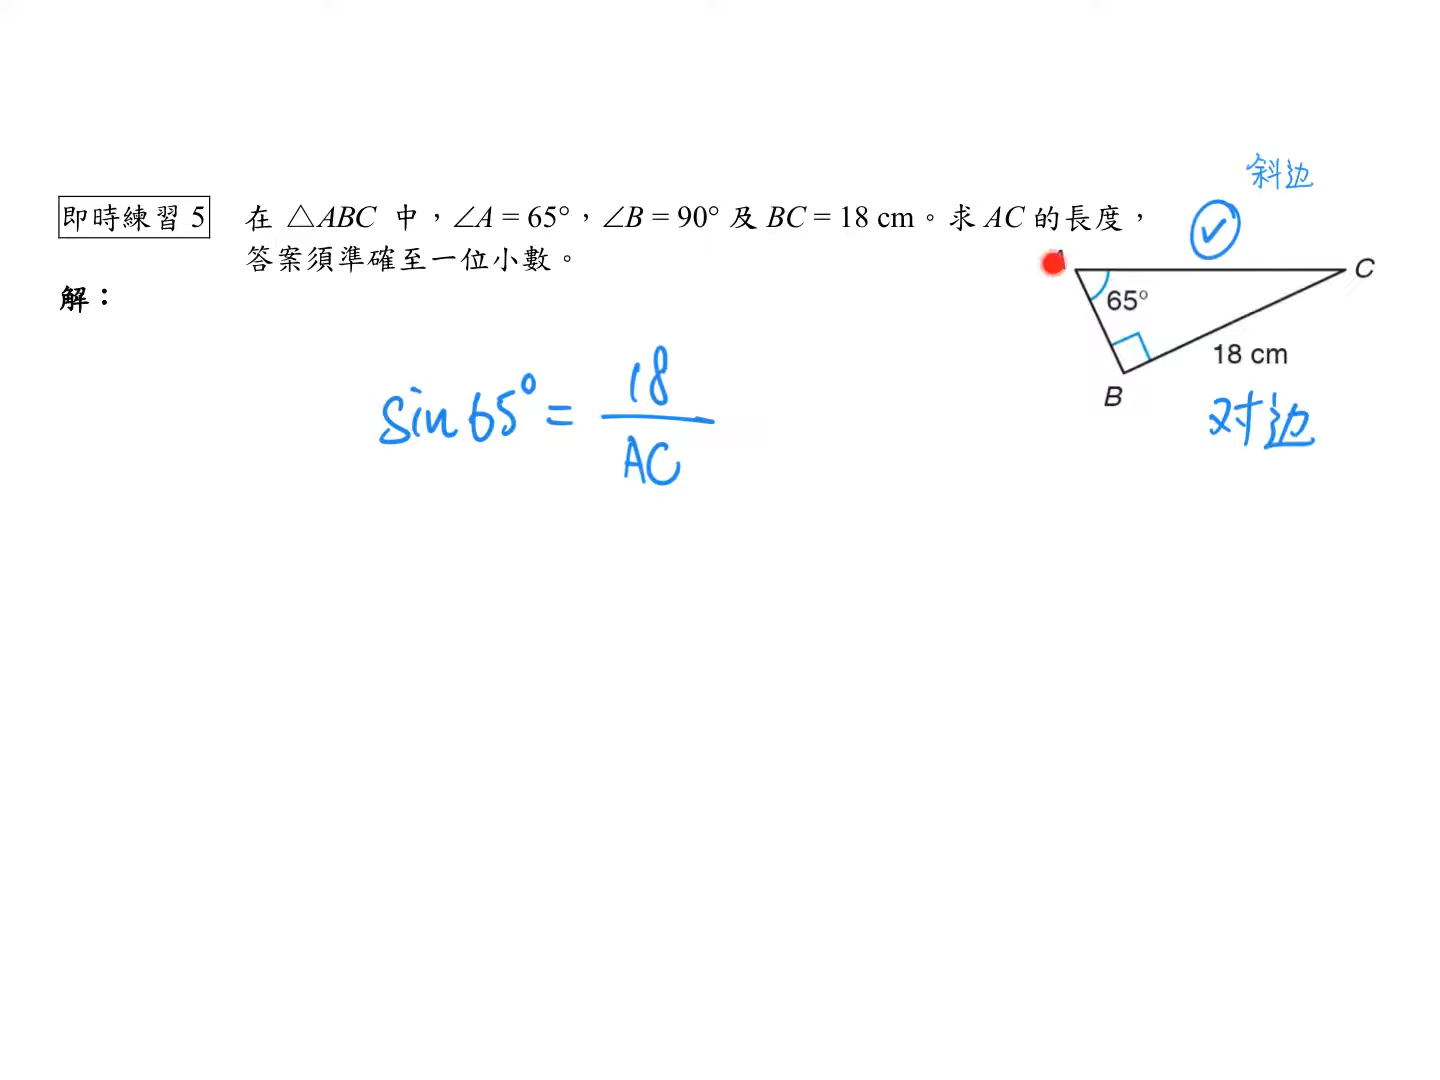 斜边
即時練習 5 在 △ABC 中，∠A = 65°，∠B = 90° 及 BC = 18 cm。求 AC 的長度，
答案須準確至一位小數。
解：
C
65°
18 cm
B
对边
sin 65° = 18 / AC